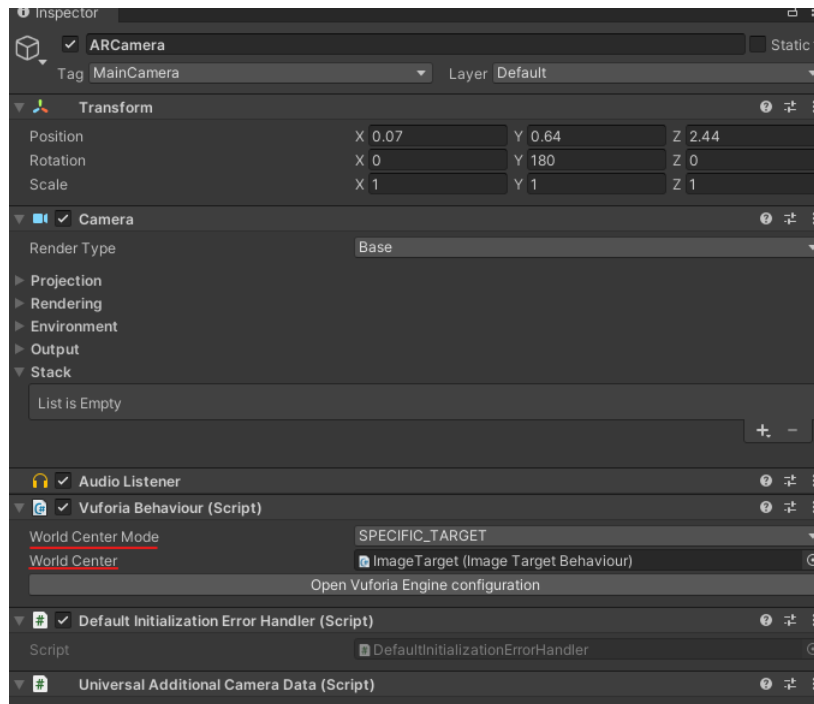 Inspector
ARCamera Static
Tag MainCamera Layer Default
Transform
Position X 0.07 Y 0.64 Z 2.44
Rotation X 0 Y 180 Z 0
Scale X 1 Y 1 Z 1
Camera
Render Type Base
Projection
Rendering
Environment
Output
Stack
List is Empty
Audio Listener
Vuforia Behaviour (Script)
World Center Mode SPECIFIC_TARGET
World Center ImageTarget (Image Target Behaviour)
Open Vuforia Engine configuration
# Default Initialization Error Handler (Script)
Script DefaultInitializationErrorHandler
# Universal Additional Camera Data (Script)